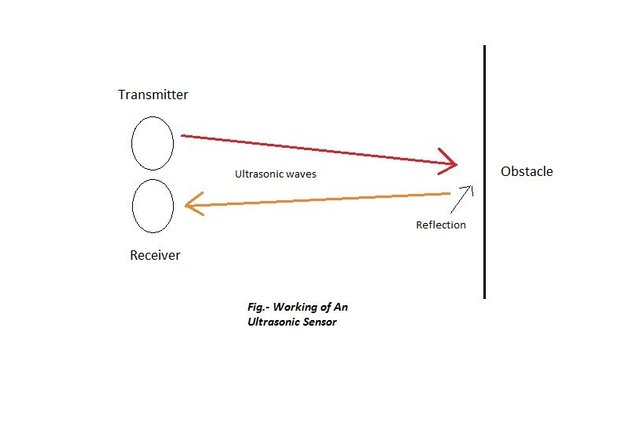 Transmitter
Ultrasonic waves
Obstacle
Reflection
Receiver
Fig.- Working of An
Ultrasonic Sensor